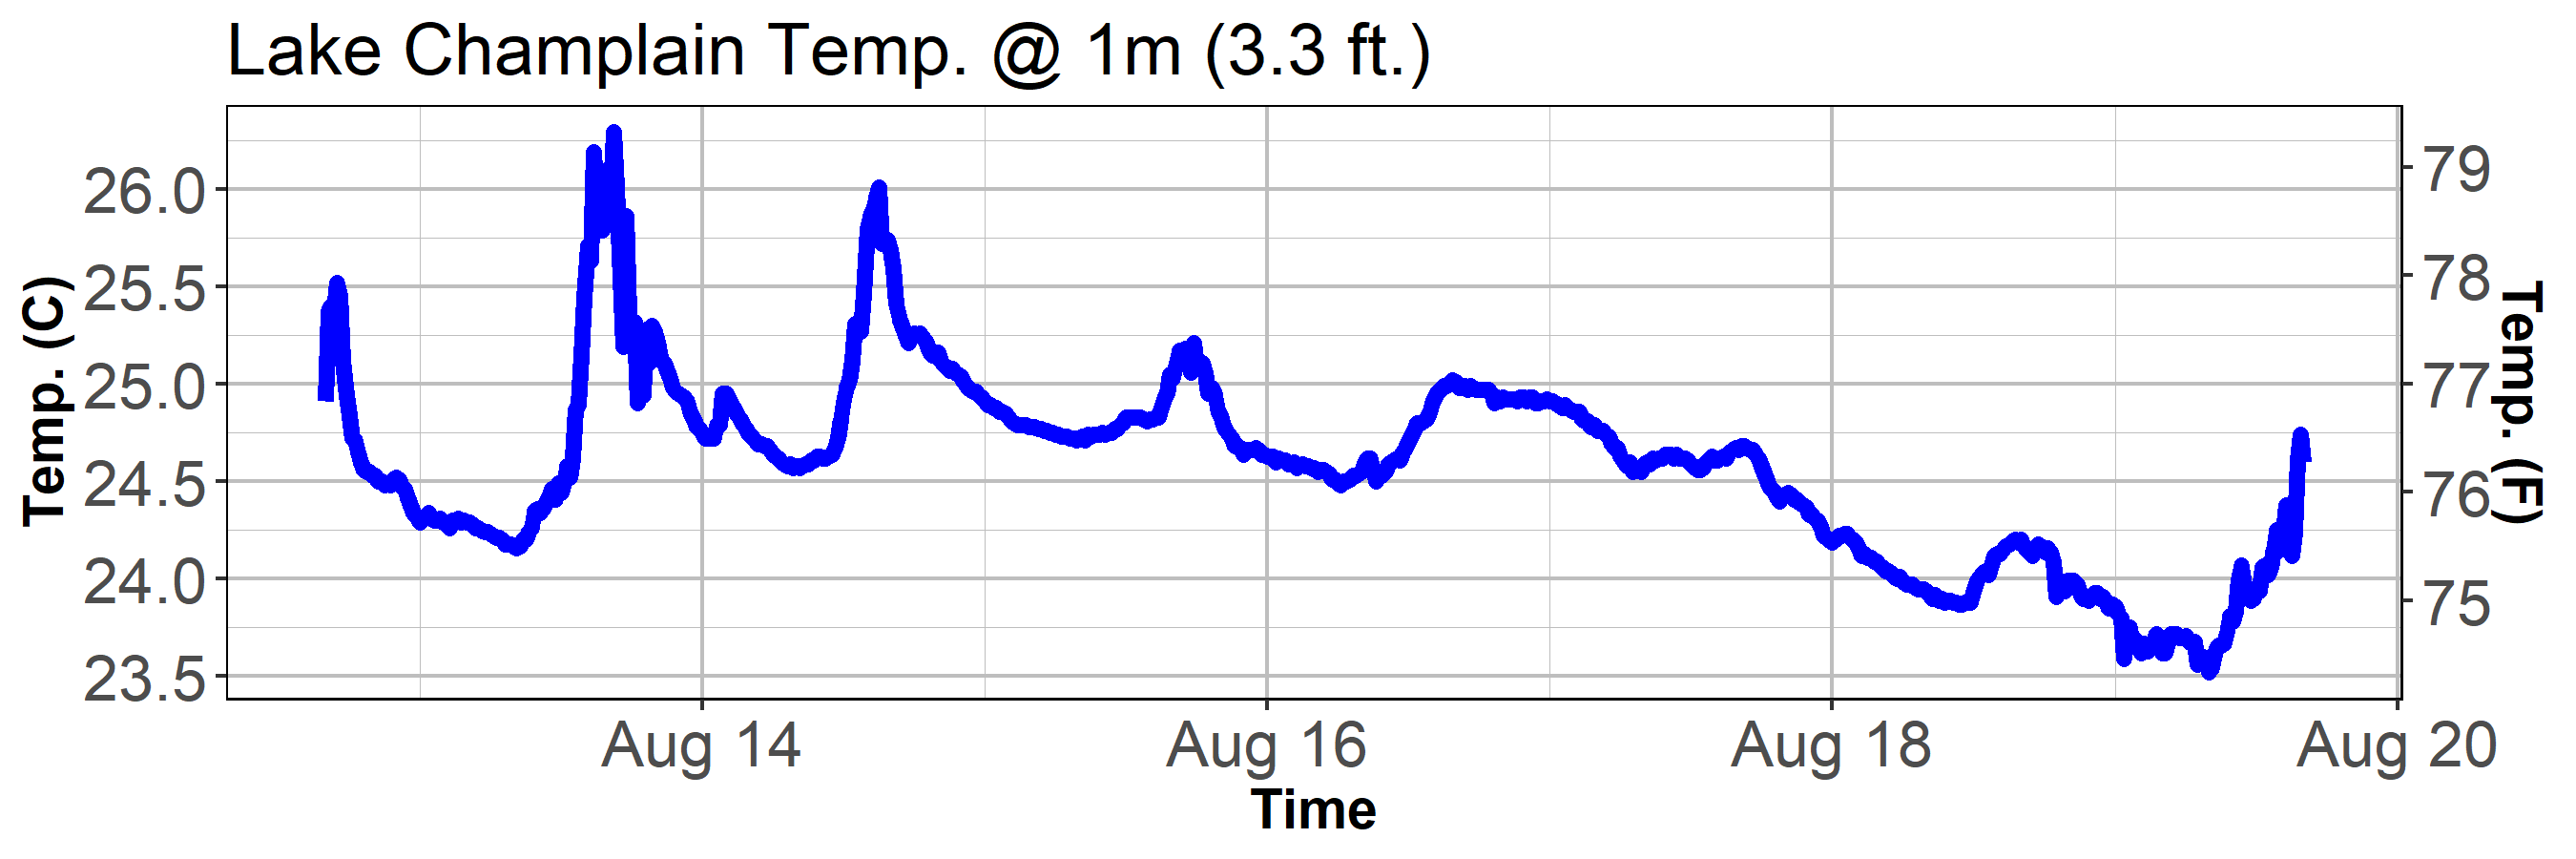 Lake Champlain Temp. @ 1m (3.3 ft.)
Temp. (C)
26.0
25.5
25.0
24.5
24.0
23.5
79
78
77
76
75
Temp. (F)
Aug 14
Aug 16
Aug 18
Aug 20
Time